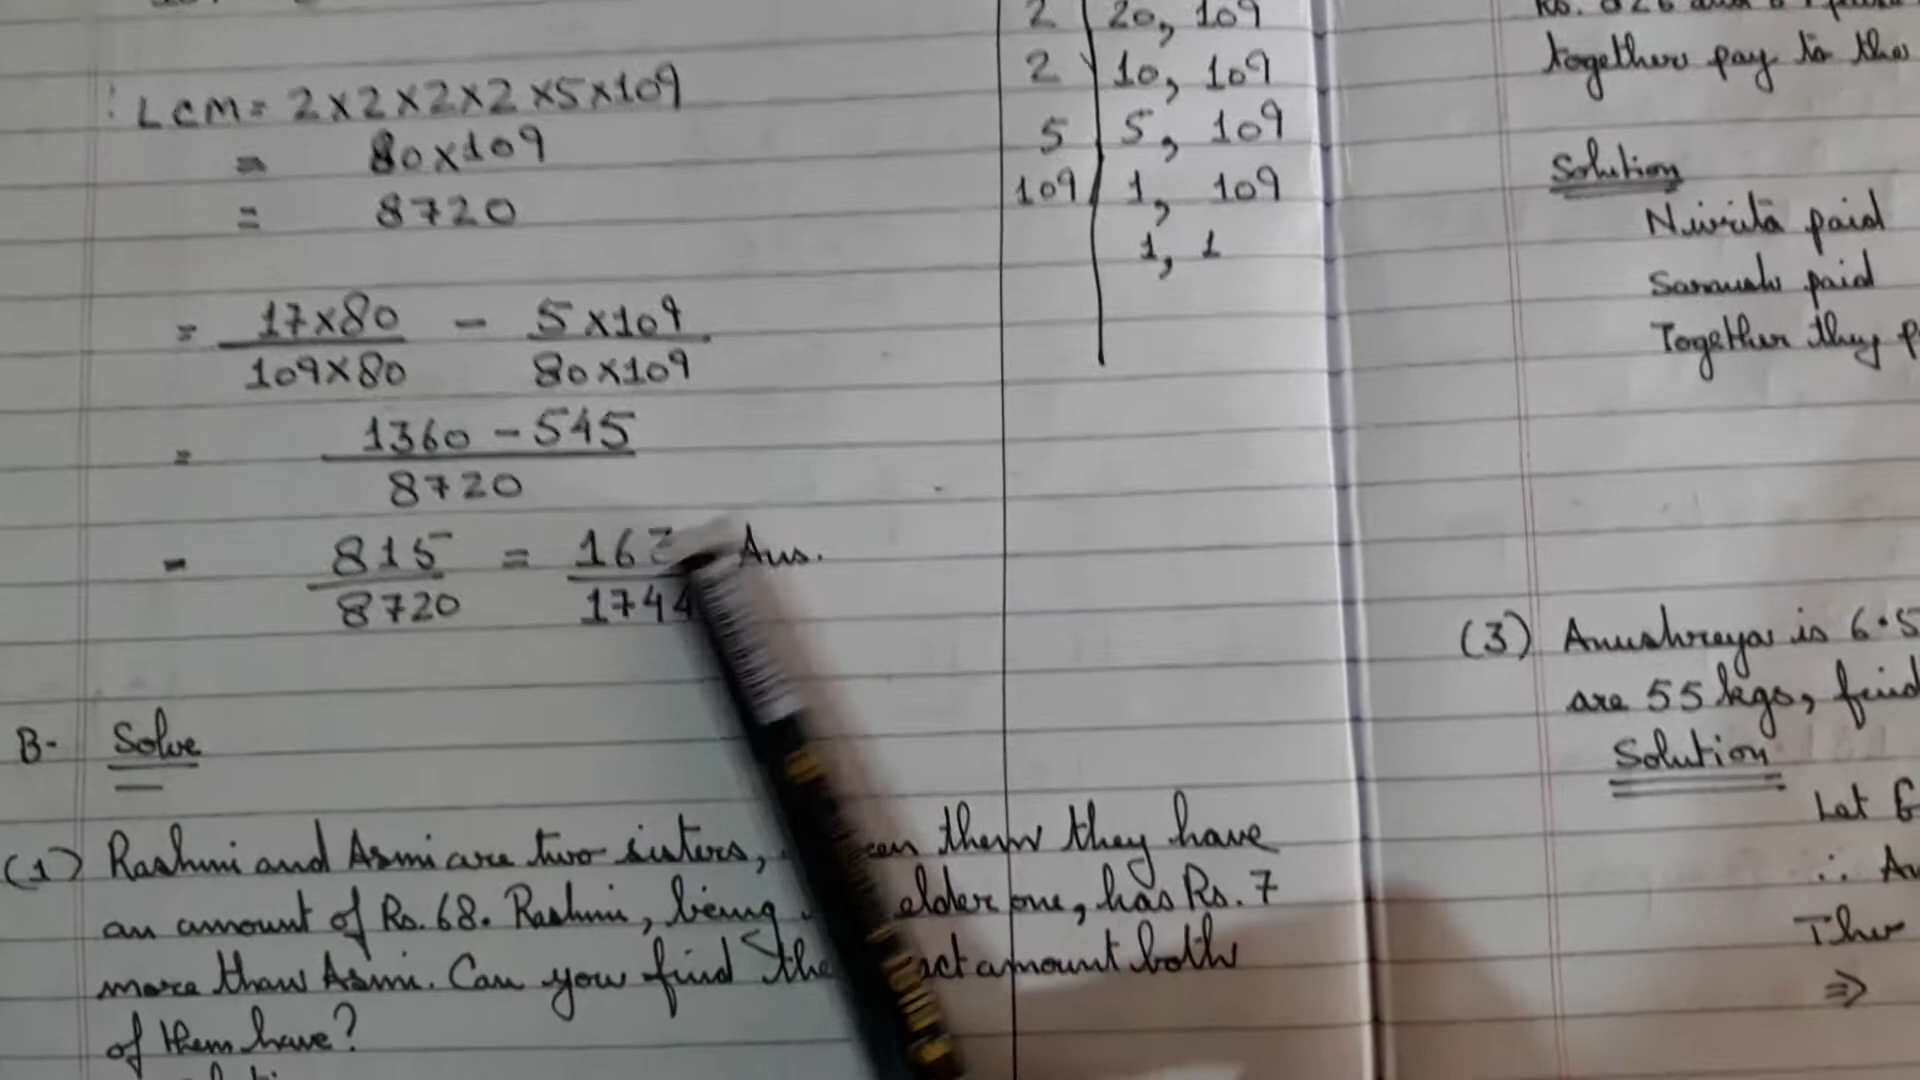 LCM = 2×2×2×2×5×109
= 80×109
= 8720
= 17×80/109×80 - 5×109/80×109
= 1360-545/8720
= 815/8720 = 16/1744 Ans.
B- Solve
(1) Rashmi and Asmi are two sisters, them they have
an amount of Rs. 68. Rashmi, being elder one, has Rs. 7
more than Asmi. Can you find the amount both
of them have?
2 | 20, 109
2 | 10, 109
5 | 5, 109
109 | 1, 109
1, 1
together pay to the
Solution
Nivrita paid
paid
Together they
(3) Anushreya is 6.5
are 55 kgs, find
Solution
Let
∴
⇒